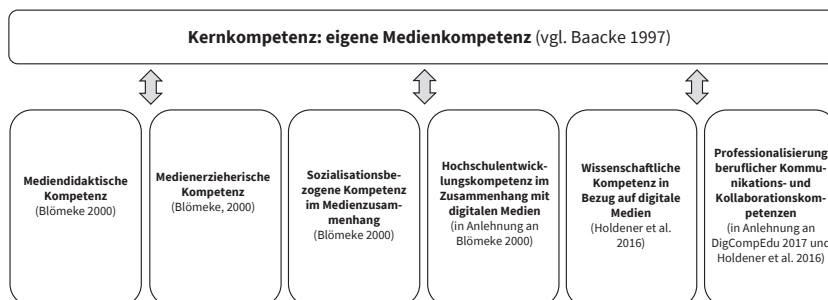 Kernkompetenz: eigene Medienkompetenz (vgl. Baacke 1997)
Mediendidaktische
Kompetenz
(Blömeke 2000)
Medienerzieherische
Kompetenz
(Blömeke, 2000)
Sozialisationsbe-
zogene Kompetenz
im Medienzusam-
menhang
(Blömeke 2000)
Hochschulentwick-
lungskompetenz im
Zusammenhang mit
digitalen Medien
(in Anlehnung an
Blömeke 2000)
Wissenschaftliche
Kompetenz in
Bezug auf digitale
Medien
(Holdener et al.
2016)
Professionalisierung
beruflicher Kommu-
nikations- und
Kollaborationskom-
petenzen
(in Anlehnung an
DigCompEdu 2017 und
Holdener et al. 2016)